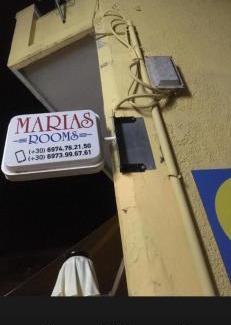 MARIAS
ROOMS
(+30) 6974.76.21.50
(+30) 6973.99.67.61